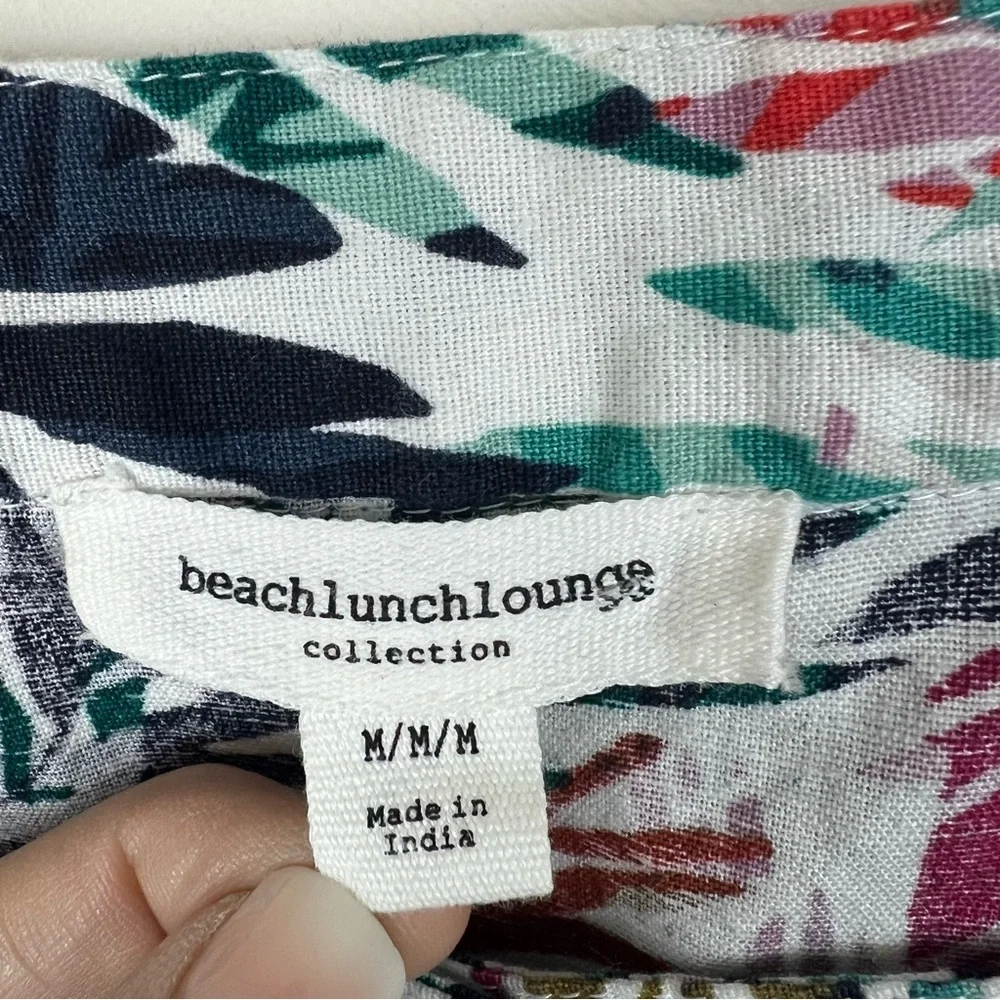 beachlunchlounge
collection
M/M/M
Made in
India